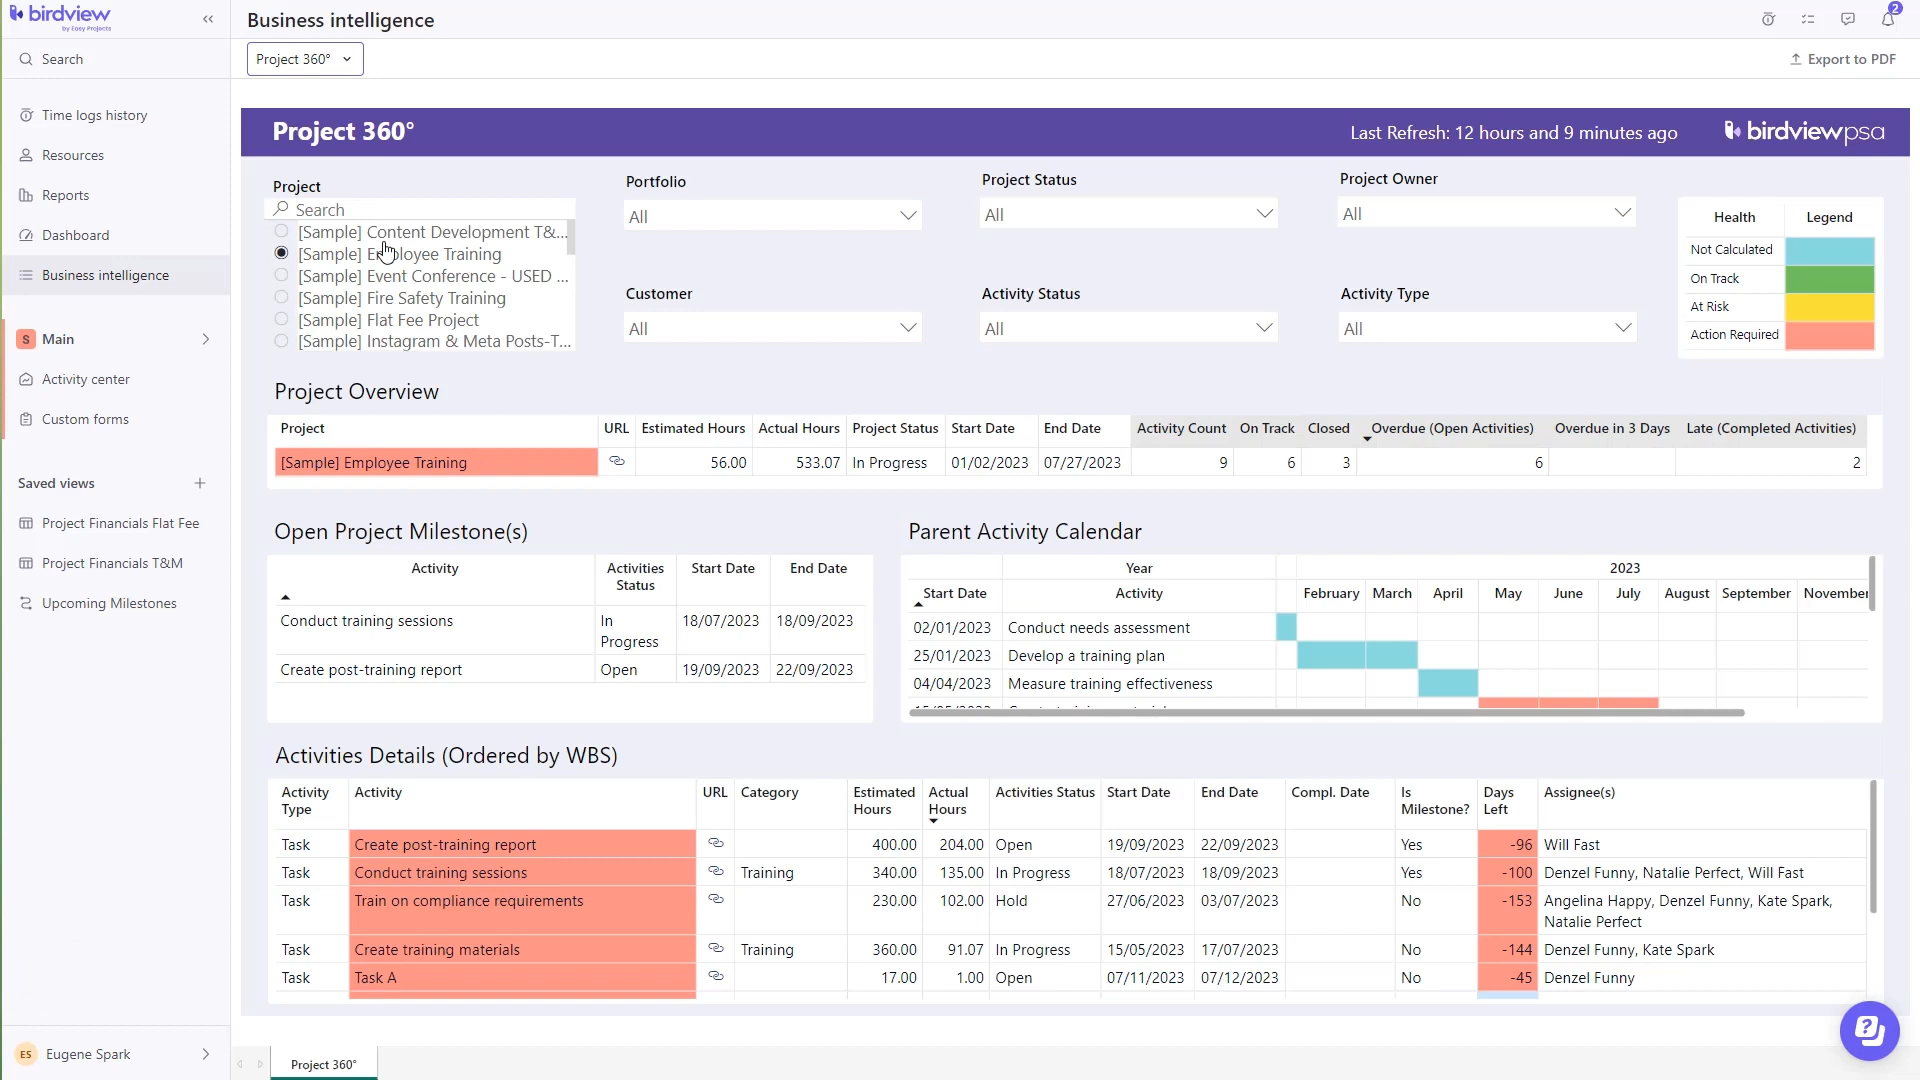 birdview
by Easy Projects
Business intelligence
2
Search
Project 360°
Export to PDF
Time logs history
Resources
Reports
Dashboard
Business intelligence
S Main
Activity center
Custom forms
Saved views
Project Financials Flat Fee
Project Financials T&M
Upcoming Milestones
ES Eugene Spark
Project 360°
Last Refresh: 12 hours and 9 minutes ago
birdviewpsa
Project
Search
[Sample] Content Development T&...
[Sample] Employee Training
[Sample] Event Conference - USED ...
[Sample] Fire Safety Training
[Sample] Flat Fee Project
[Sample] Instagram & Meta Posts-T...
Portfolio
All
Project Status
All
Project Owner
All
Customer
All
Activity Status
All
Activity Type
All
Health Legend
Not Calculated
On Track
At Risk
Action Required
Project Overview
Project URL Estimated Hours Actual Hours Project Status Start Date End Date Activity Count On Track Closed Overdue (Open Activities) Overdue in 3 Days Late (Completed Activities)
[Sample] Employee Training 56.00 533.07 In Progress 01/02/2023 07/27/2023 9 6 3 6 2
Open Project Milestone(s)
Activity Activities Status Start Date End Date
Conduct training sessions In Progress 18/07/2023 18/09/2023
Create post-training report Open 19/09/2023 22/09/2023
Parent Activity Calendar
Year 2023
Start Date Activity February March April May June July August September November
02/01/2023 Conduct needs assessment
25/01/2023 Develop a training plan
04/04/2023 Measure training effectiveness
Activities Details (Ordered by WBS)
Activity Type Activity URL Category Estimated Hours Actual Hours Activities Status Start Date End Date Compl. Date Is Milestone? Days Left Assignee(s)
Task Create post-training report 400.00 204.00 Open 19/09/2023 22/09/2023 Yes -96 Will Fast
Task Conduct training sessions Training 340.00 135.00 In Progress 18/07/2023 18/09/2023 Yes -100 Denzel Funny, Natalie Perfect, Will Fast
Task Train on compliance requirements 230.00 102.00 Hold 27/06/2023 03/07/2023 No -153 Angelina Happy, Denzel Funny, Kate Spark,
Natalie Perfect
Task Create training materials Training 360.00 91.07 In Progress 15/05/2023 17/07/2023 No -144 Denzel Funny, Kate Spark
Task Task A 17.00 1.00 Open 07/11/2023 07/12/2023 No -45 Denzel Funny
Project 360°